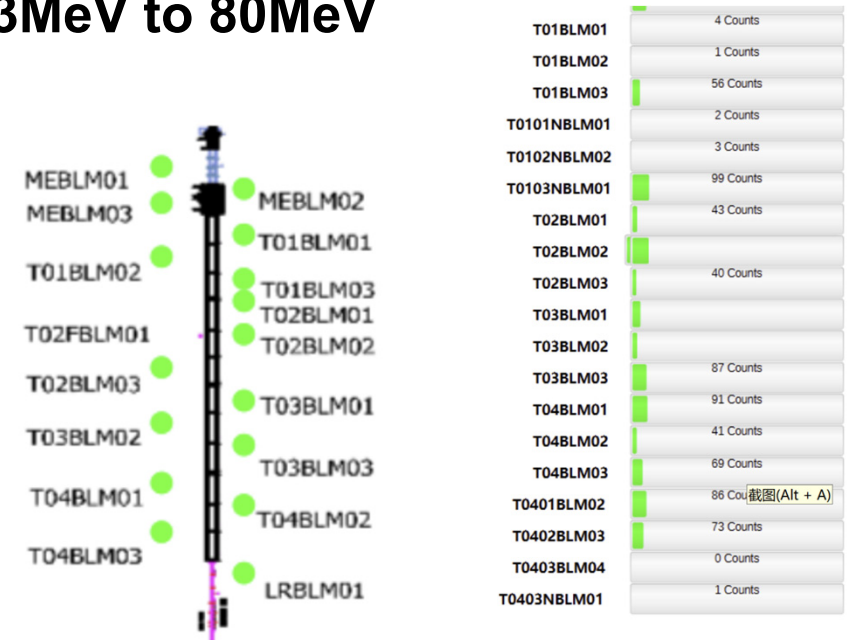 3MeV to 80MeV
MEBLM01
MEBLM02
MEBLM03
T01BLM01
T01BLM02
T01BLM03
T02BLM01
T02FBLM01
T02BLM02
T02BLM03
T03BLM01
T03BLM02
T03BLM03
T04BLM01
T04BLM02
T04BLM03
LRBLM01
T01BLM01 4 Counts
T01BLM02 1 Counts
T01BLM03 56 Counts
T0101NBLM01 2 Counts
T0102NBLM02 3 Counts
T0103NBLM01 99 Counts
T02BLM01 43 Counts
T02BLM02
T02BLM03 40 Counts
T03BLM01
T03BLM02
T03BLM03 87 Counts
T04BLM01 91 Counts
T04BLM02 41 Counts
T04BLM03 69 Counts
T0401BLM02 86 Cou 截图(Alt + A)
T0402BLM03 73 Counts
T0403BLM04 0 Counts
T0403NBLM01 1 Counts